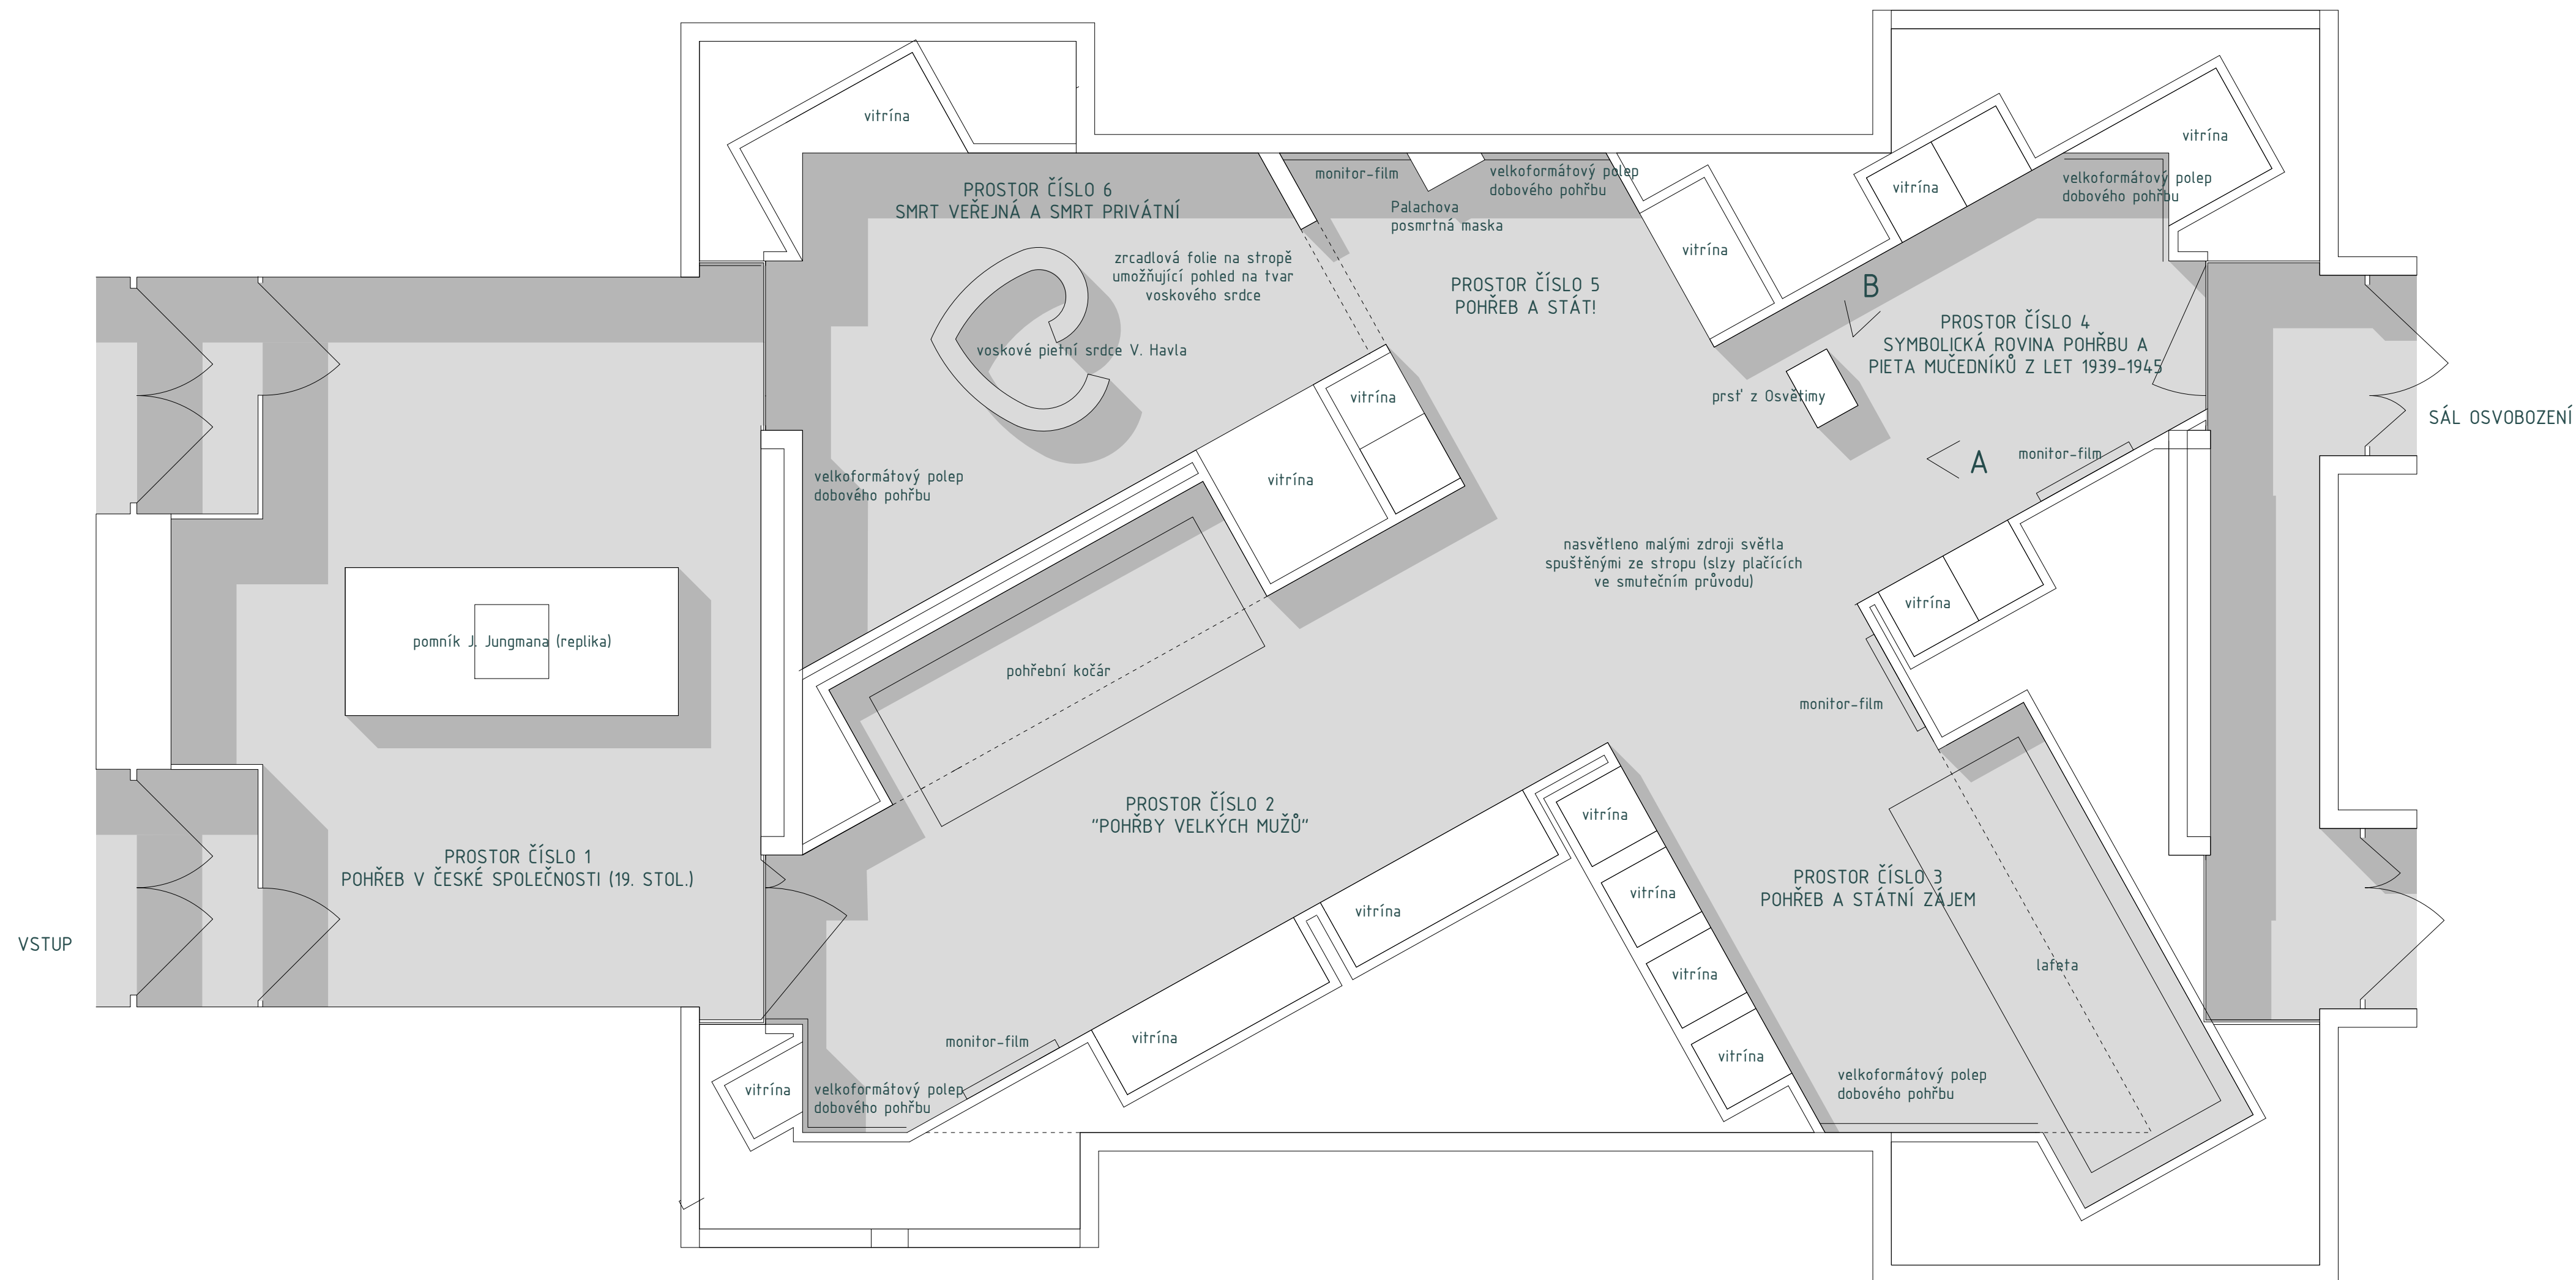 vitrína
PROSTOR ČÍSLO 6
SMRT VEŘEJNÁ A SMRT PRIVÁTNÍ
zrcadlová folie na stropě
umožňující pohled na tvar
voskového srdce
voskové pietní srdce V. Havla
velkoformátový polep
dobového pohřbu
monitor-film
velkoformátový polep
dobového pohřbu
Palachova
posmrtná maska
PROSTOR ČÍSLO 5
POHŘEB A STÁT!
vitrína
vitrína
vitrína
velkoformátový polep
dobového pohřbu
B
PROSTOR ČÍSLO 4
SYMBOLICKÁ ROVINA POHŘBU A
PIETA MUČEDNÍKŮ Z LET 1939-1945
prsť z Osvětimy
A
monitor-film
SÁL OSVOBOZENÍ
vitrína
vitrína
nasvětleno malými zdroji světla
spuštěnými ze stropu (slzy plačících
ve smutečním průvodu)
vitrína
monitor-film
pomník J. Jungmana (replika)
pohřební kočár
PROSTOR ČÍSLO 2
“POHŘBY VELKÝCH MUŽŮ“
PROSTOR ČÍSLO 1
POHŘEB V ČESKÉ SPOLEČNOSTI (19. STOL.)
VSTUP
vitrína
vitrína
vitrína
vitrína
vitrína
vitrína
PROSTOR ČÍSLO 3
POHŘEB A STÁTNÍ ZÁJEM
lafeta
monitor-film
vitrína
velkoformátový polep
dobového pohřbu
velkoformátový polep
dobového pohřbu